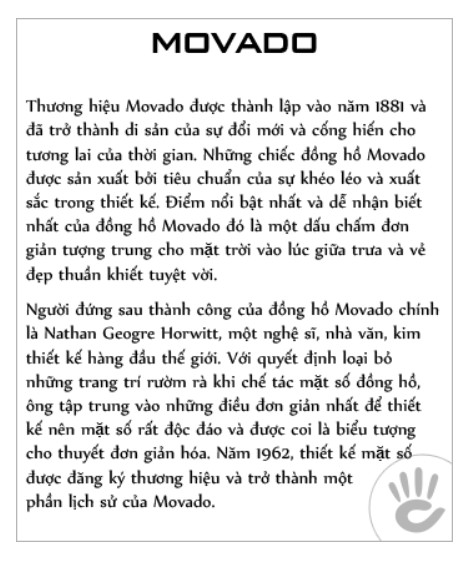 MOVADO
Thương hiệu Movado được thành lập vào năm 1881 và
đã trở thành di sản của sự đổi mới và cống hiến cho
tương lai của thời gian. Những chiếc đồng hồ Movado
được sản xuất bởi tiêu chuẩn của sự khéo léo và xuất
sắc trong thiết kế. Điểm nổi bật nhất và dễ nhận biết
nhất của đồng hồ Movado đó là một dấu chấm đơn
giản tượng trung cho mặt trời vào lúc giữa trưa và vẻ
đẹp thuần khiết tuyệt vời.
Người đứng sau thành công của đồng hồ Movado chính
là Nathan Geogre Horwitt, một nghệ sĩ, nhà văn, kim
thiết kế hàng đầu thế giới. Với quyết định loại bỏ
những trang trí rườm rà khi chế tác mặt số đồng hồ,
ông tập trung vào những điều đơn giản nhất để thiết
kế nên mặt số rất độc đáo và được coi là biểu tượng
cho thuyết đơn giản hóa. Năm 1962, thiết kế mặt số
được đăng ký thương hiệu và trở thành một
phần lịch sử của Movado.